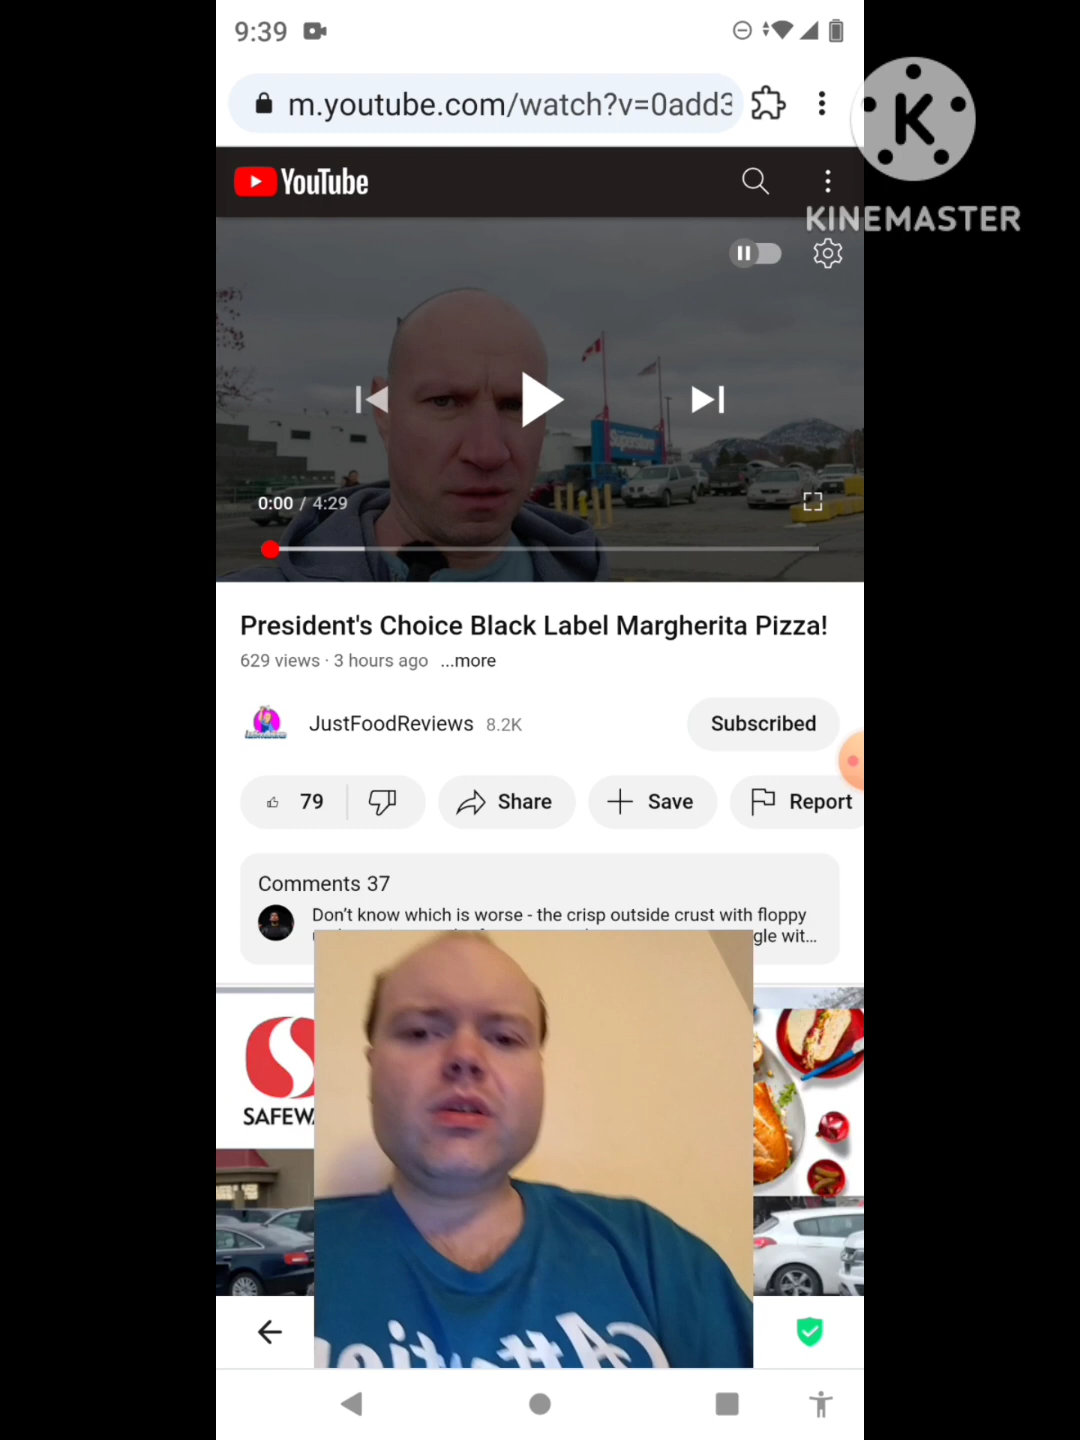 9:39
m.youtube.com/watch?v=0add3
K
KINEMASTER
YouTube
Superstore
0:00 / 4:29
President's Choice Black Label Margherita Pizza!
629 views · 3 hours ago ...more
JustFoodReviews 8.2K
Subscribed
79
Share
Save
Report
Comments 37
Don't know which is worse - the crisp outside crust with floppy
wit...
SAFEW